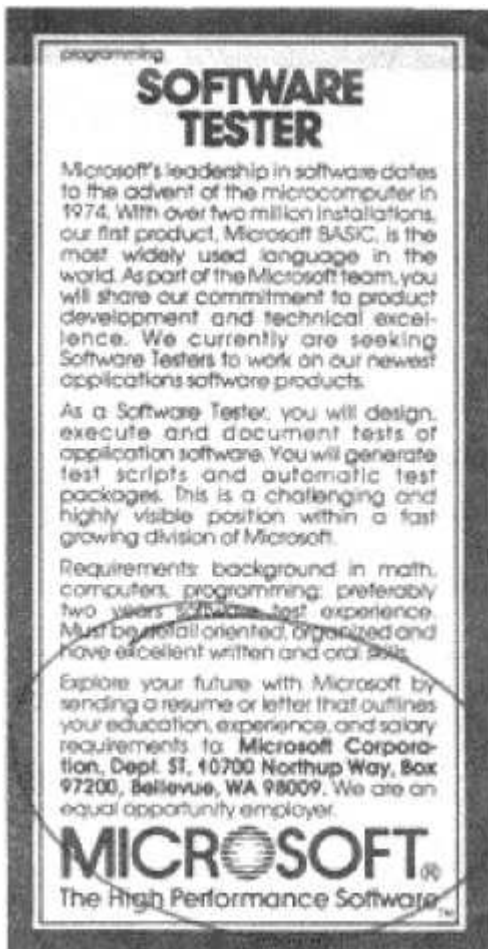 programming
SOFTWARE
TESTER
Microsoft's leadership in software dates
to the advent of the microcomputer in
1974. With over two million installations,
our first product, Microsoft BASIC, is the
most widely used language in the
world. As part of the Microsoft team, you
will share our commitment to product
development and technical excel-
lence. We currently are seeking
Software Testers to work on our newest
applications software products.
As a Software Tester, you will design,
execute and document tests of
application software. You will generate
test scripts and automatic test
packages. This is a challenging and
highly visible position within a fast
growing division of Microsoft.
Requirements: background in math,
computers, programming; preferably
two years software test experience.
Must be detail oriented, organized and
have excellent written and oral skills.
Explore your future with Microsoft by
sending a resume or letter that outlines
your education, experience, and salary
requirements to: Microsoft Corpora-
tion, Dept. ST, 10700 Northup Way, Box
97200, Bellevue, WA 98009. We are an
equal opportunity employer.
MICROSOFT®
The High Performance Software™